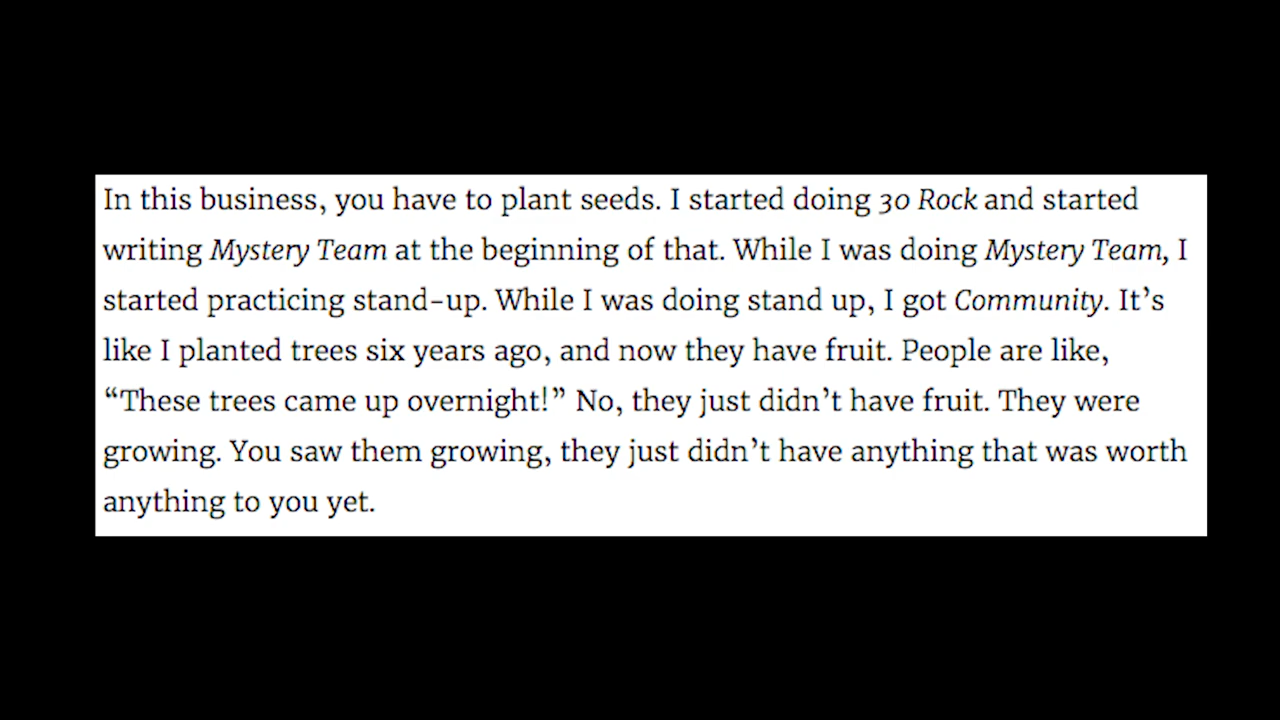 In this business, you have to plant seeds. I started doing 30 Rock and started
writing Mystery Team at the beginning of that. While I was doing Mystery Team, I
started practicing stand-up. While I was doing stand up, I got Community. It’s
like I planted trees six years ago, and now they have fruit. People are like,
“These trees came up overnight!” No, they just didn’t have fruit. They were
growing. You saw them growing, they just didn’t have anything that was worth
anything to you yet.